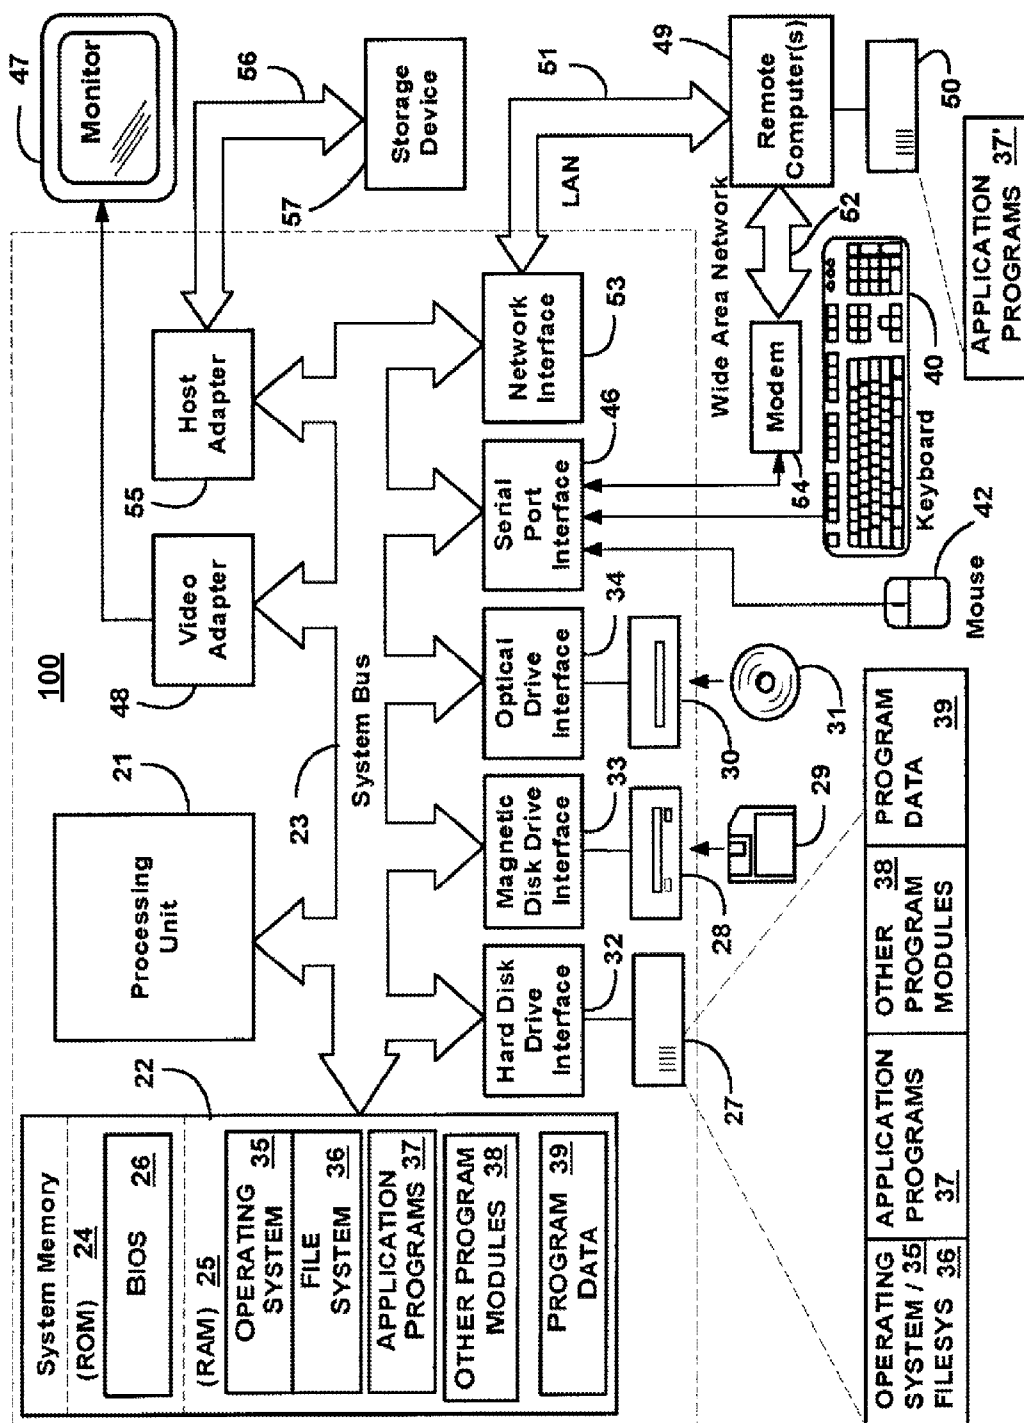 100
System Memory
(ROM) 24
BIOS 26
(RAM) 25
OPERATING
SYSTEM 35
FILE
SYSTEM 36
APPLICATION
PROGRAMS 37
OTHER PROGRAM
MODULES 38
PROGRAM 39
DATA
22
Processing
Unit
21
23
System Bus
Video
Adapter
48
Host
Adapter
55
Monitor
47
56
Storage
Device
57
Hard Disk
Drive
Interface
32
Magnetic
Disk Drive
Interface
33
Optical
Drive
Interface
34
Serial
Port
Interface
46
Network
Interface
53
LAN
51
27
28
29
30
31
Wide Area Network
Modem
54
52
Remote
Computer(s)
49
50
Keyboard
40
Mouse
42
OPERATING
SYSTEM / 35
FILESYS 36
APPLICATION
PROGRAMS
37
OTHER 38
PROGRAM
MODULES
PROGRAM
DATA 39
APPLICATION
PROGRAMS 37'